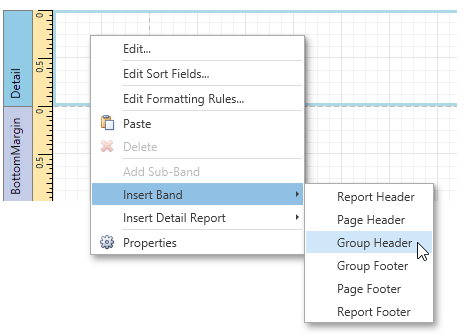 0
Detail
0.5
0
BottomMargin
0.5
Edit...
Edit Sort Fields...
Edit Formatting Rules...
Paste
Delete
Add Sub-Band
Insert Band
Insert Detail Report
Properties
Report Header
Page Header
Group Header
Group Footer
Page Footer
Report Footer